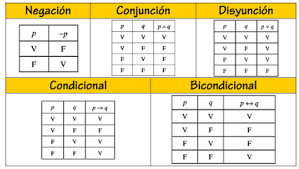 Negación
p –p
V F
F V
Conjunción
p q p ∧ q
V V V
V F F
F V F
F F F
Disyunción
p q p ∨ q
V V V
V F V
F V V
F F F
Condicional
p q p → q
V V V
V F F
F V V
F F V
Bicondicional
p q p ↔ q
V V V
V F F
F V F
F F V